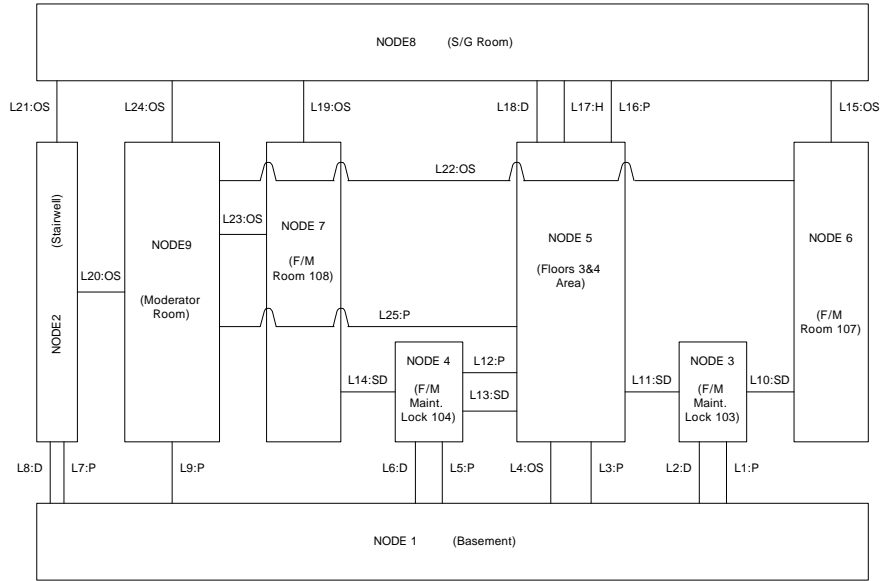 NODE8 (S/G Room)
L21:OS
L24:OS
L19:OS
L18:D
L17:H
L16:P
L15:OS
L22:OS
(Stairwell)
NODE2
L20:OS
NODE9
(Moderator
Room)
L23:OS
NODE 7
(F/M
Room 108)
NODE 5
(Floors 3&4
Area)
NODE 6
(F/M
Room 107)
L25:P
L14:SD
NODE 4
(F/M
Maint.
Lock 104)
L12:P
L13:SD
L11:SD
NODE 3
(F/M
Maint.
Lock 103)
L10:SD
L8:D
L7:P
L9:P
L6:D
L5:P
L4:OS
L3:P
L2:D
L1:P
NODE 1 (Basement)